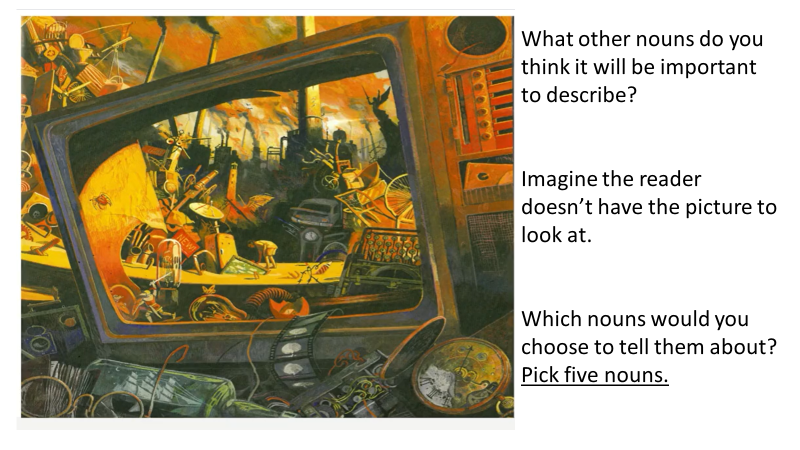 What other nouns do you
think it will be important
to describe?
Imagine the reader
doesn’t have the picture to
look at.
Which nouns would you
choose to tell them about?
Pick five nouns.